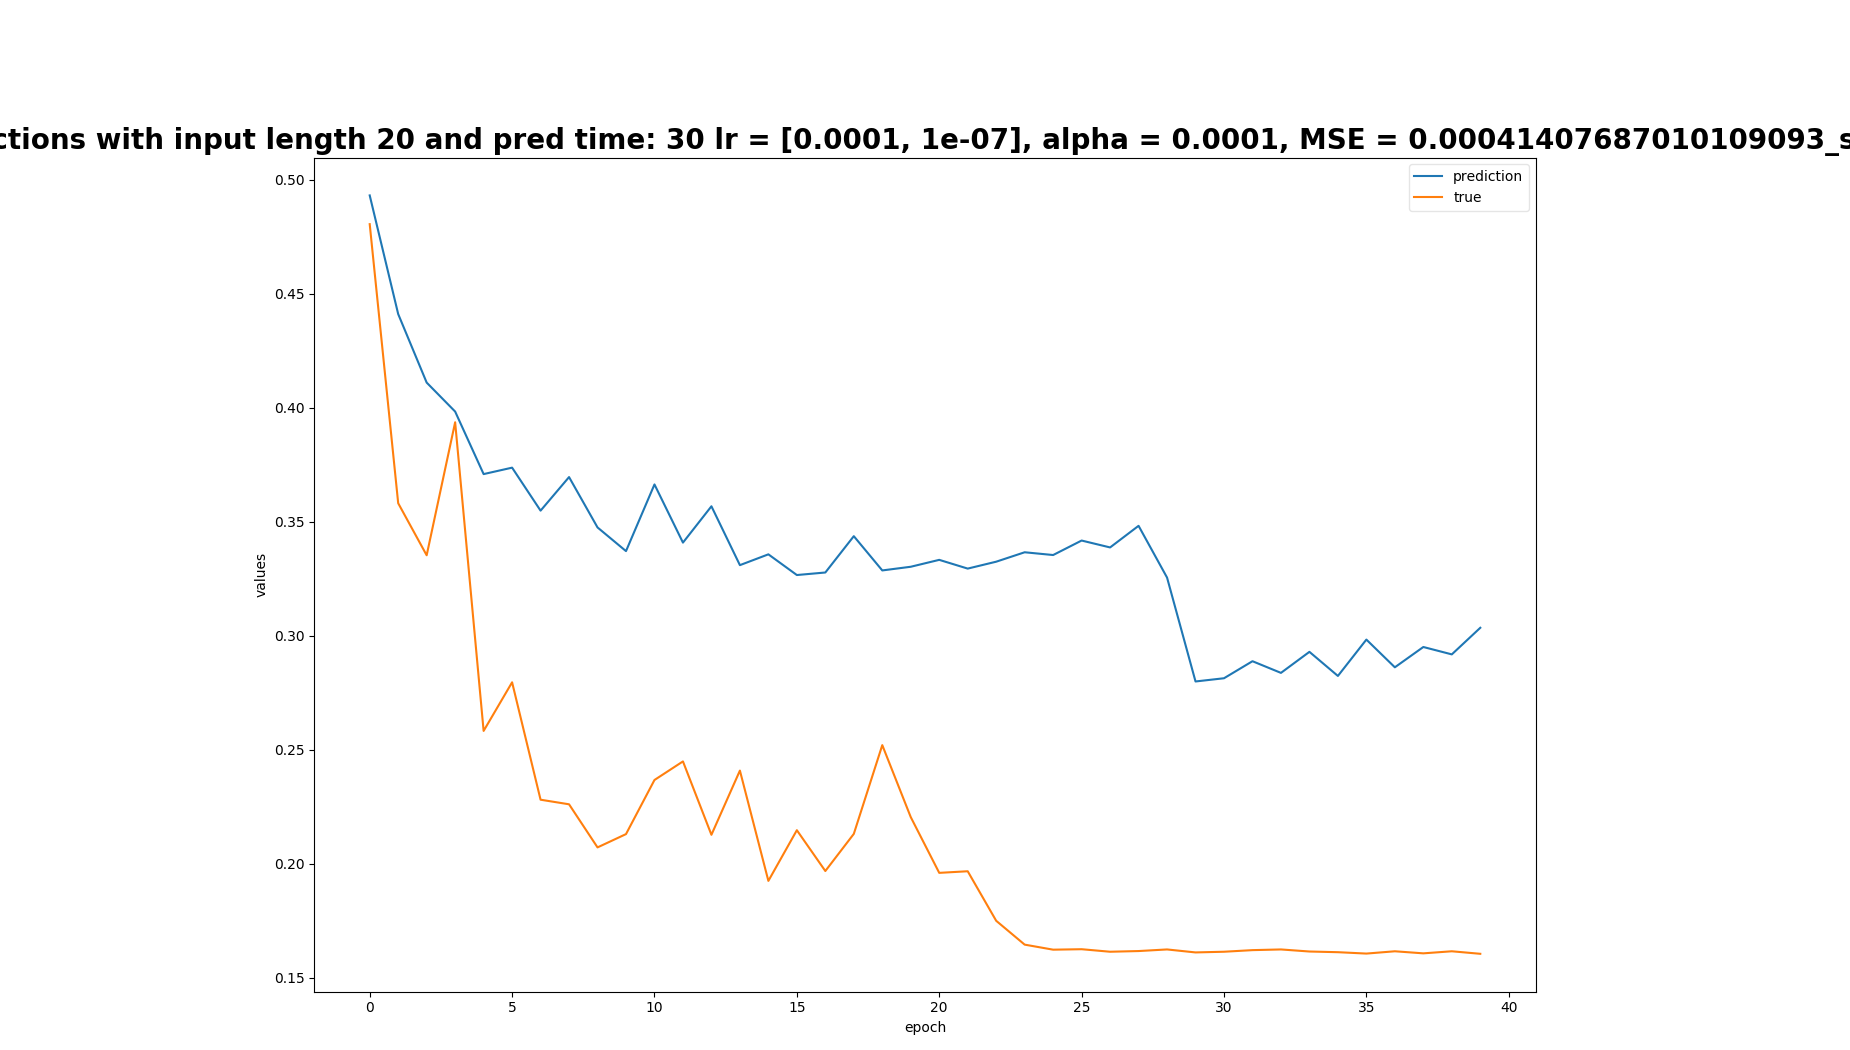 ctions with input length 20 and pred time: 30 lr = [0.0001, 1e-07], alpha = 0.0001, MSE = 0.00041407687010109093_s
prediction
true
0.50
0.45
0.40
0.35
0.30
0.25
0.20
0.15
values
0 5 10 15 20 25 30 35 40
epoch